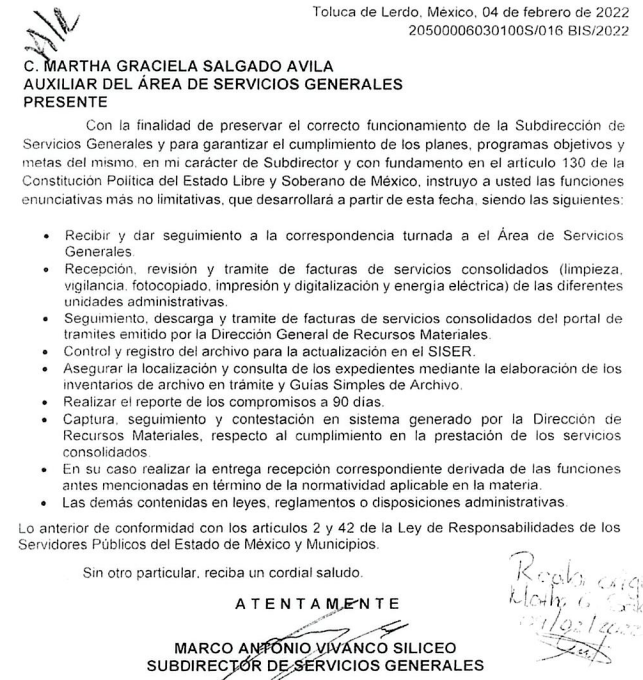 Toluca de Lerdo, México, 04 de febrero de 2022
20500006030100S/016 BIS/2022
C. MARTHA GRACIELA SALGADO AVILA
AUXILIAR DEL ÁREA DE SERVICIOS GENERALES
PRESENTE
Con la finalidad de preservar el correcto funcionamiento de la Subdirección de
Servicios Generales y para garantizar el cumplimiento de los planes, programas objetivos y
metas del mismo, en mi carácter de Subdirector y con fundamento en el artículo 130 de la
Constitución Política del Estado Libre y Soberano de México, instruyo a usted las funciones
enunciativas más no limitativas, que desarrollará a partir de esta fecha, siendo las siguientes:
• Recibir y dar seguimiento a la correspondencia turnada a el Área de Servicios
Generales.
• Recepción, revisión y tramite de facturas de servicios consolidados (limpieza,
vigilancia, fotocopiado, impresión y digitalización y energía eléctrica) de las diferentes
unidades administrativas.
• Seguimiento, descarga y tramite de facturas de servicios consolidados del portal de
tramites emitido por la Dirección General de Recursos Materiales.
• Control y registro del archivo para la actualización en el SISER.
• Asegurar la localización y consulta de los expedientes mediante la elaboración de los
inventarios de archivo en trámite y Guías Simples de Archivo.
• Realizar el reporte de los compromisos a 90 días.
• Captura, seguimiento y contestación en sistema generado por la Dirección de
Recursos Materiales, respecto al cumplimiento en la prestación de los servicios
consolidados.
• En su caso realizar la entrega recepción correspondiente derivada de las funciones
antes mencionadas en término de la normatividad aplicable en la materia.
• Las demás contenidas en leyes, reglamentos o disposiciones administrativas.
Lo anterior de conformidad con los artículos 2 y 42 de la Ley de Responsabilidades de los
Servidores Públicos del Estado de México y Municipios.
Sin otro particular, reciba un cordial saludo.
A T E N T A M E N T E
MARCO ANTONIO VIVANCO SILICEO
SUBDIRECTOR DE SERVICIOS GENERALES